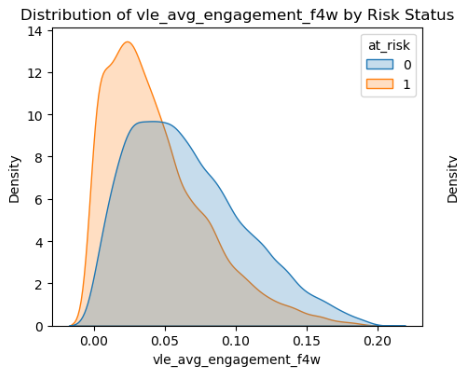 Distribution of vle_avg_engagement_f4w by Risk Status
14
12
10
8
6
4
2
0
Density
at_risk
0
1
Density
0.00 0.05 0.10 0.15 0.20
vle_avg_engagement_f4w